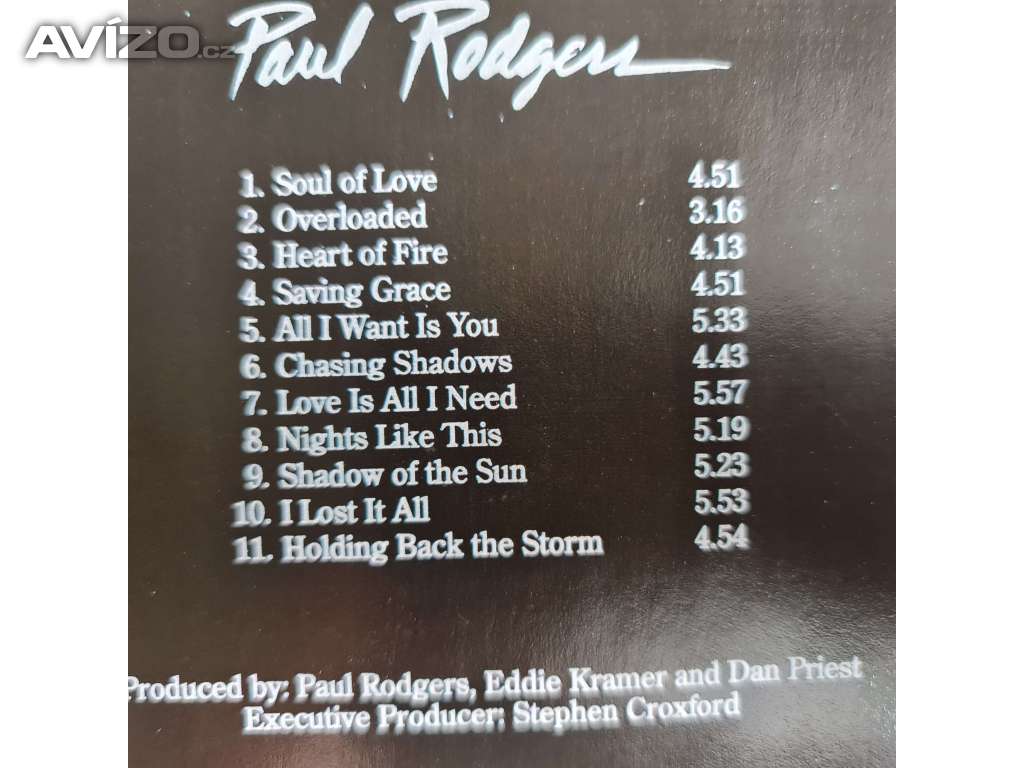 AVÍZO.cz
Paul Rodgers
1. Soul of Love 4.51
2. Overloaded 3.16
3. Heart of Fire 4.13
4. Saving Grace 4.51
5. All I Want Is You 5.33
6. Chasing Shadows 4.43
7. Love Is All I Need 5.57
8. Nights Like This 5.19
9. Shadow of the Sun 5.23
10. I Lost It All 5.53
11. Holding Back the Storm 4.54
Produced by: Paul Rodgers, Eddie Kramer and Dan Priest
Executive Producer: Stephen Croxford